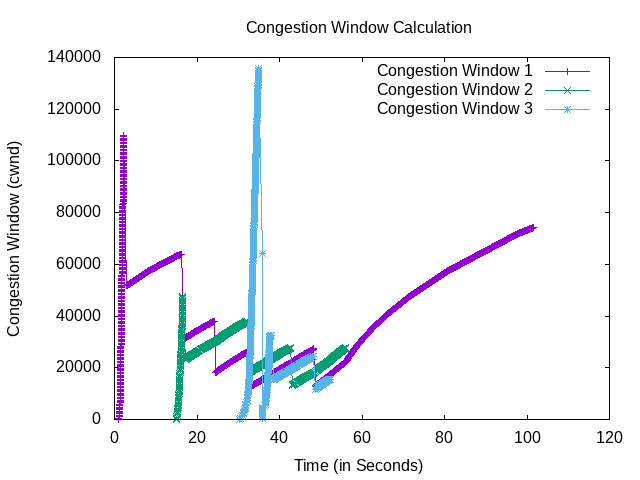 Congestion Window Calculation
Congestion Window (cwnd)
140000
120000
100000
80000
60000
40000
20000
0
Congestion Window 1
Congestion Window 2
Congestion Window 3
0 20 40 60 80 100 120
Time (in Seconds)